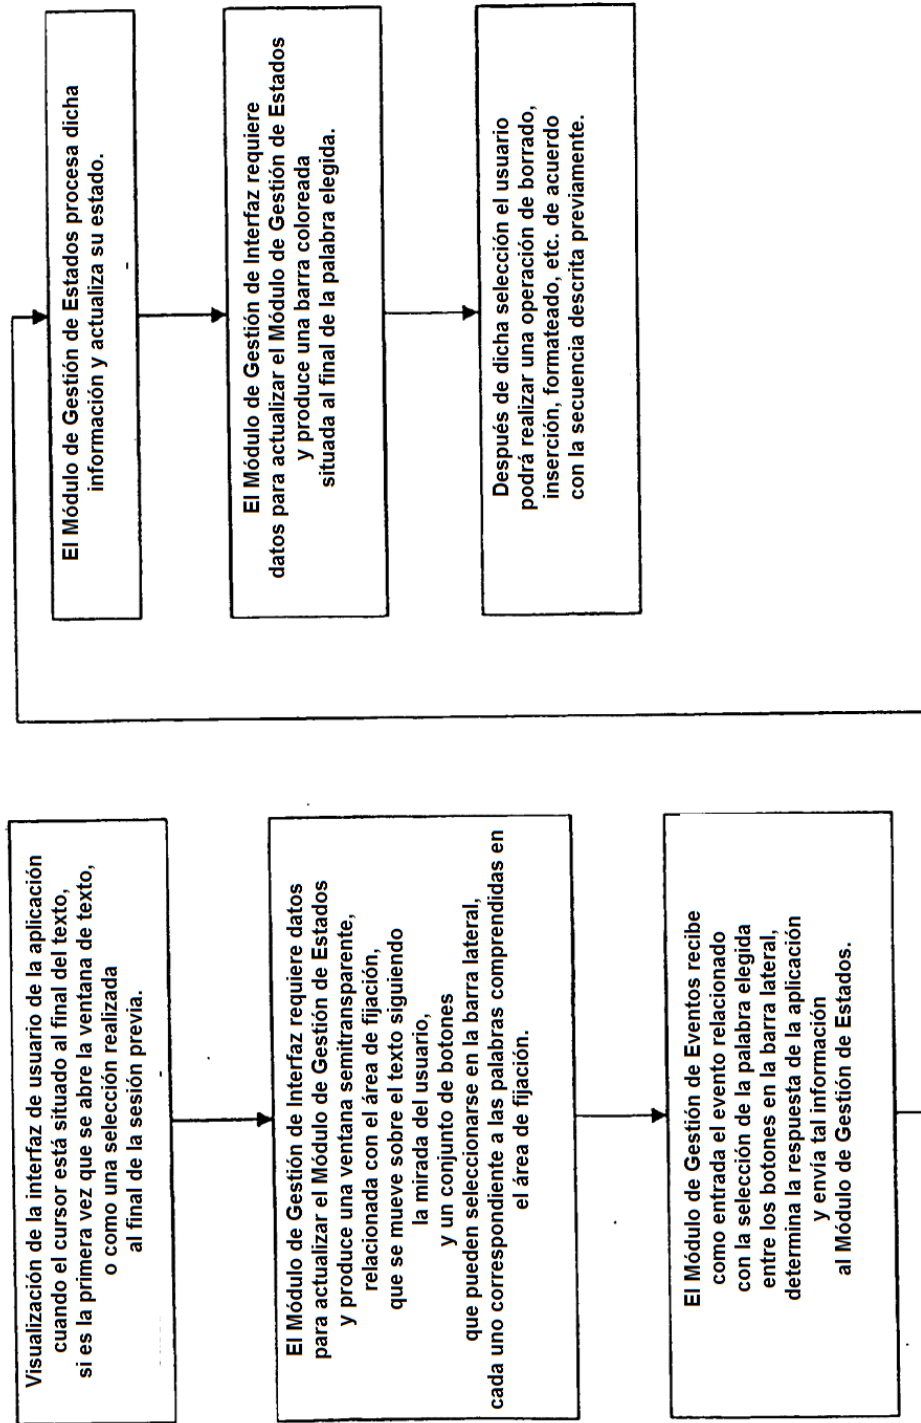 Visualización de la interfaz de usuario de la aplicación
cuando el cursor está situado al final del texto,
si es la primera vez que se abre la ventana de texto,
o como una selección realizada
al final de la sesión previa.
El Módulo de Gestión de Interfaz requiere datos
para actualizar el Módulo de Gestión de Estados
y produce una ventana semitransparente,
relacionada con el área de fijación,
que se mueve sobre el texto siguiendo
la mirada del usuario,
y un conjunto de botones
que pueden seleccionarse en la barra lateral,
cada uno correspondiente a las palabras comprendidas en
el área de fijación.
El Módulo de Gestión de Eventos recibe
como entrada el evento relacionado
con la selección de la palabra elegida
entre los botones en la barra lateral,
determina la respuesta de la aplicación
y envía tal información
al Módulo de Gestión de Estados.
El Módulo de Gestión de Estados procesa dicha
información y actualiza su estado.
El Módulo de Gestión de Interfaz requiere
datos para actualizar el Módulo de Gestión de Estados
y produce una barra coloreada
situada al final de la palabra elegida.
Después de dicha selección el usuario
podrá realizar una operación de borrado,
inserción, formateado, etc. de acuerdo
con la secuencia descrita previamente.